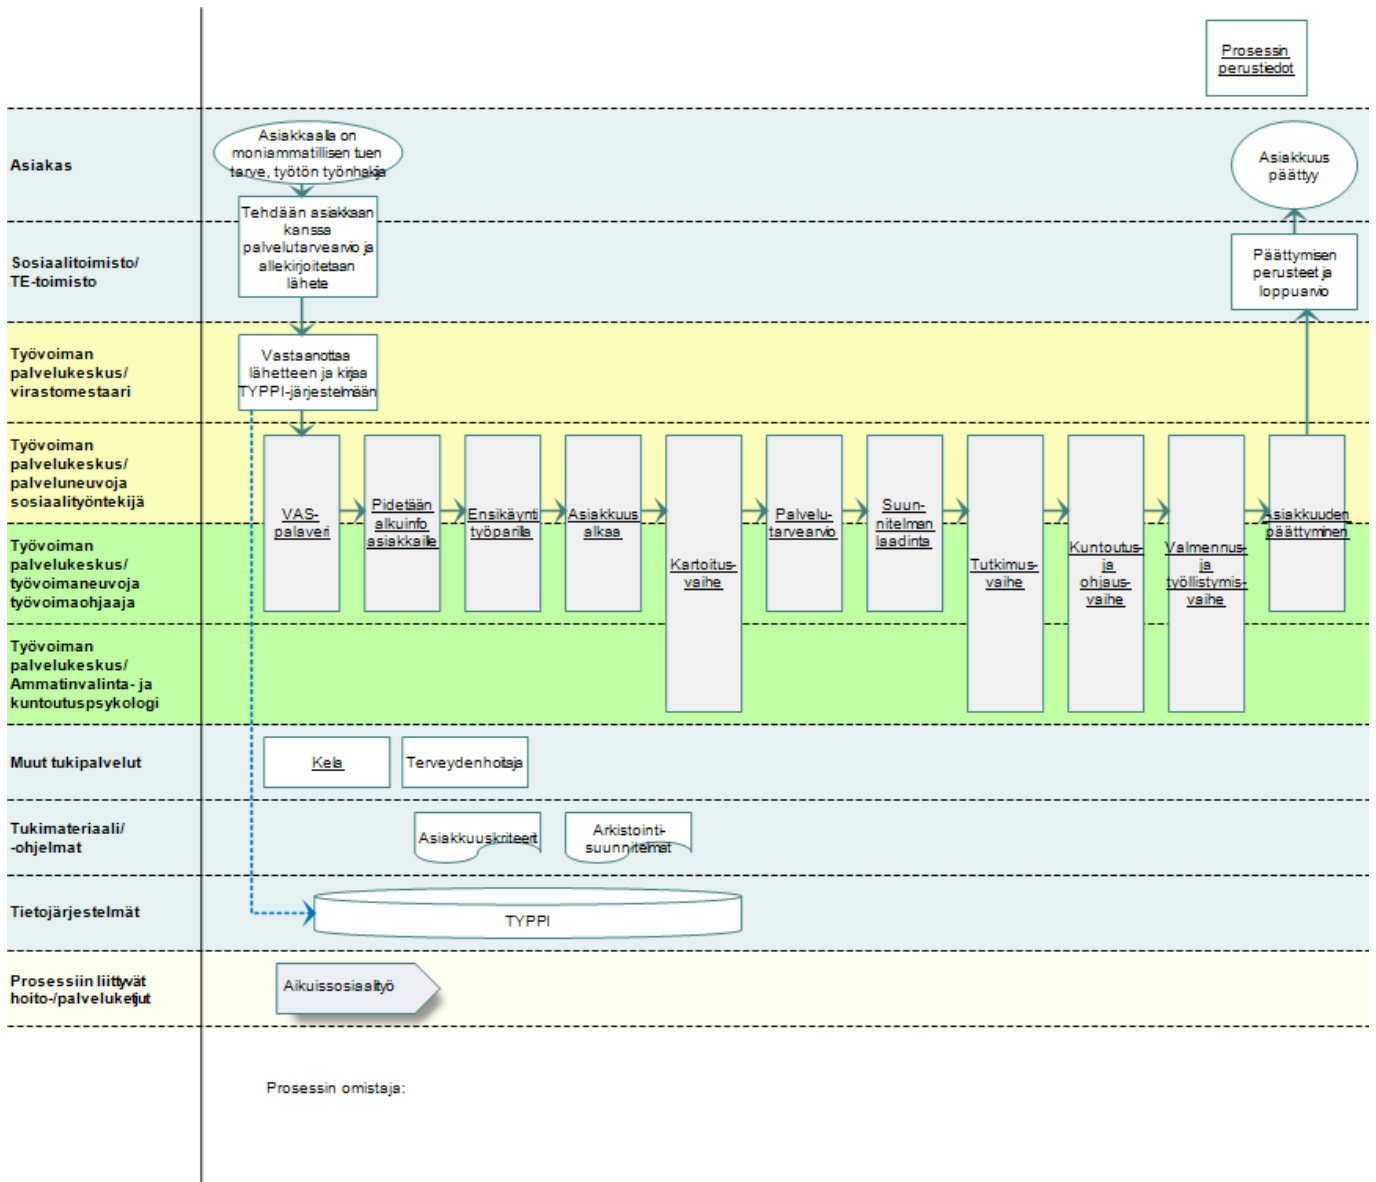 Prosessin
perustiedot
Asiakas
Asiakkaalla on
moniammatillisen tuen
tarve, työtön työnhakija
Asiakkuus
päättyy
Sosiaalitoimisto/
TE-toimisto
Tehdään asiakkaan
kanssa
palvelutarvearvio ja
allekirjoitetaan
lähete
Päättymisen
perusteet ja
loppuarvio
Työvoiman
palvelukeskus/
virastomestaari
Vastaanottaa
lähetteen ja kirjaa
TYPPI-järjestelmään
Työvoiman
palvelukeskus/
palveluneuvoja
sosiaalityöntekijä
Työvoiman
palvelukeskus/
työvoimaneuvoja
työvoimaohjaaja
Työvoiman
palvelukeskus/
Ammatinvalinta- ja
kuntoutuspsykologi
VAS-
palaveri
Pidetään
alkuinfo
asiakkaille
Ensikäynti
työparilla
Asiakkuus
alkaa
Kartoitus-
vaihe
Palvelu-
tarvearvio
Suun-
nitelman
laadinta
Tutkimus-
vaihe
Kuntoutus-
ja
ohjaus-
vaihe
Valmennus-
ja
työllistymis-
vaihe
Asiakkuuden
päättyminen
Muut tukipalvelut
Kela
Terveydenhoitaja
Tukimateriaali/
-ohjelmat
Asiakkuuskriteerit
Arkistointi-
suunnitelmat
Tietojärjestelmät
TYPPI
Prosessiin liittyvät
hoito-/palveluketjut
Aikuissosiaalityö
Prosessin omistaja: